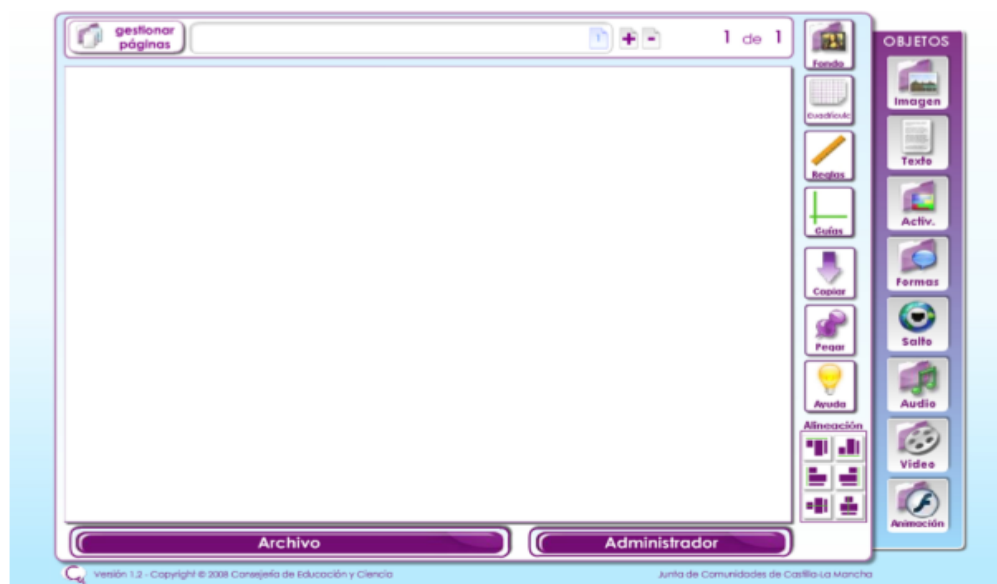 gestionar
páginas
1
1 de 1
Fondo
Cuadrícula
Reglas
Guías
Copiar
Pegar
Ayuda
Alineación
OBJETOS
Imagen
Texto
Activ.
Formas
Salto
Audio
Video
Animación
Archivo
Administrador
Versión 1.2 - Copyright © 2008 Consejería de Educación y Ciencia
Junta de Comunidades de Castilla-La Mancha